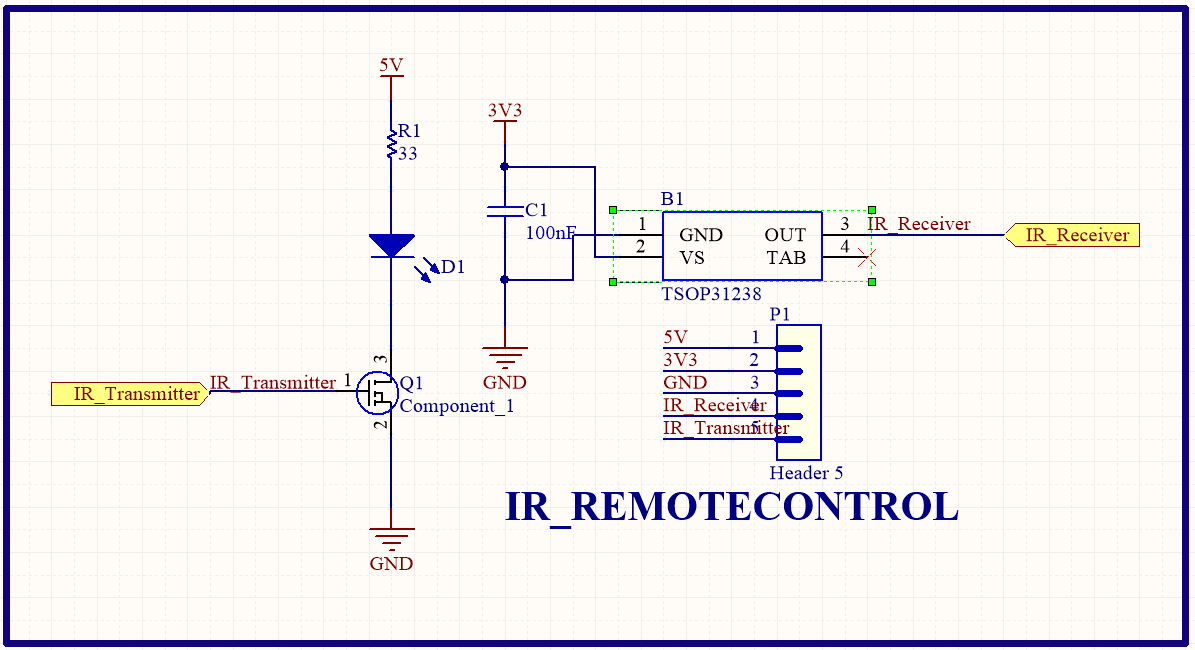 5V
R1
33
D1
3
IR_Transmitter
IR_Transmitter
1
Q1
Component_1
2
GND
3V3
C1
100nF
GND
B1
1
GND
OUT
3
IR_Receiver
IR_Receiver
2
VS
TAB
4
TSOP31238
P1
5V
1
3V3
2
GND
3
IR_Receiver
4
IR_Transmitter
5
Header 5
IR_REMOTECONTROL